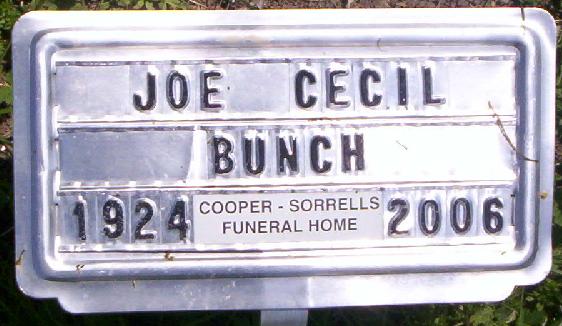 JOE CECIL
BUNCH
1924 COOPER - SORRELLS 2006
FUNERAL HOME